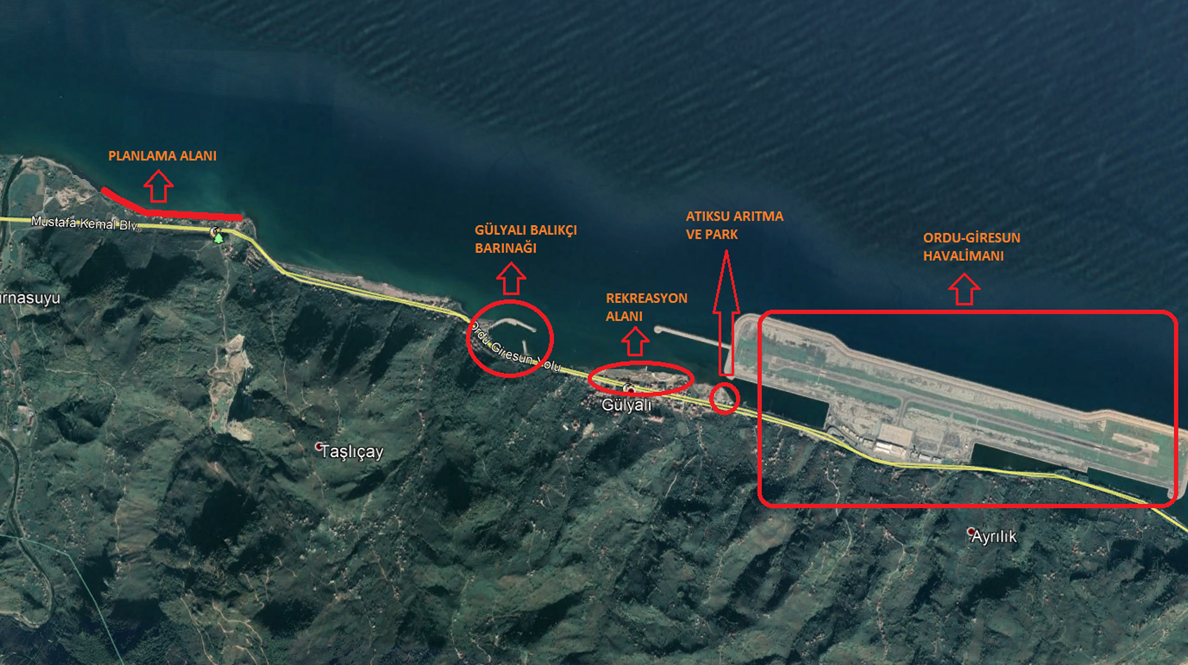 PLANLAMA ALANI
Mustafa Kemal Blv
GÜLYALI BALIKÇI
BARINAĞI
ATIKSU ARITMA
VE PARK
ORDU-GİRESUN
HAVALİMANI
REKREASYON
ALANI
Ordu Giresun Yolu
Gülyalı
Taşlıçay
Ayrılık